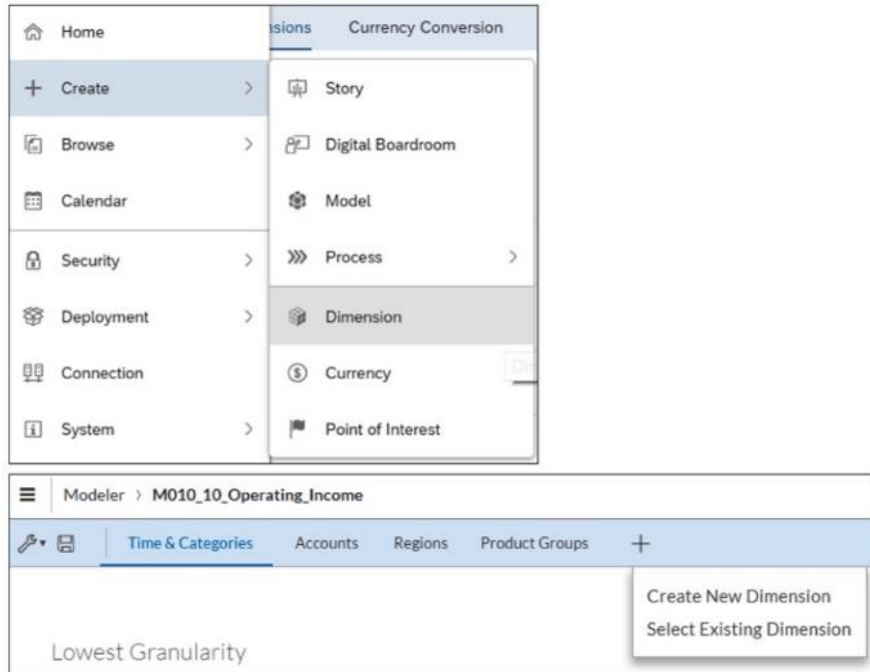 Home
Create
Browse
Calendar
Security
Deployment
Connection
System
sions Currency Conversion
Story
Digital Boardroom
Model
Process
Dimension
Currency
Point of Interest
Modeler > M010_10_Operating_Income
Time & Categories Accounts Regions Product Groups +
Create New Dimension
Select Existing Dimension
Lowest Granularity